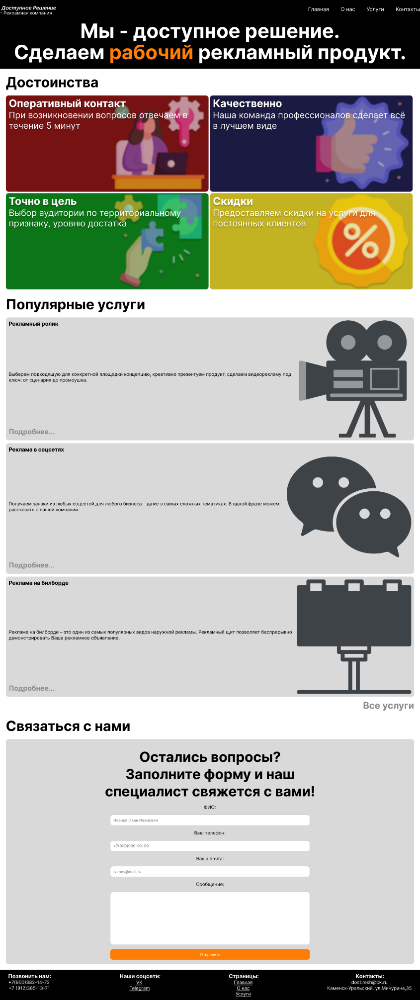 Доступное Решение
- Рекламная компания
Главная О нас Услуги Контакты
Мы - доступное решение.
Сделаем рабочий рекламный продукт.
Достоинства
Оперативный контакт
При возникновении вопросов отвечаем в
течение 5 минут
Качественно
Наша команда профессионалов сделает всё
в лучшем виде
Точно в цель
Выбор аудитории по территориальному
признаку, уровню достатка
Скидки
Предоставляем скидки на услуги для
постоянных клиентов
Популярные услуги
Рекламный ролик
Выберем подходящую для конкретной площадки концепцию, креативно презентуем продукт, сделаем видеорекламу под
ключ: от сценария до промоушна.
Подробнее...
Реклама в соцсетях
Получаем заявки из любых соцсетей для любого бизнеса – даже в самых сложных тематиках. В одной фразе можем
рассказать о вашей компании.
Подробнее...
Реклама на билборде
Реклама на билборде – это один из самых популярных видов наружной рекламы. Рекламный щит позволяет беспрерывно
демонстрировать Ваше рекламное объявление.
Подробнее...
Все услуги
Связаться с нами
Остались вопросы?
Заполните форму и наш
специалист свяжется с вами!
ФИО:
Иванов Иван Иванович
Ваш телефон:
+7(999)999-99-99
Ваша почта:
Ivanov@mail.ru
Сообщение:
Отправить
Позвонить нам:
+7(900)382-14-72
+7 (912)385-13-71
Наши соцсети:
VK
Telegram
Страницы:
Главная
О нас
Услуги
Контакты:
dost.resh@bk.ru
Каменск-Уральский, ул.Мичурина,35